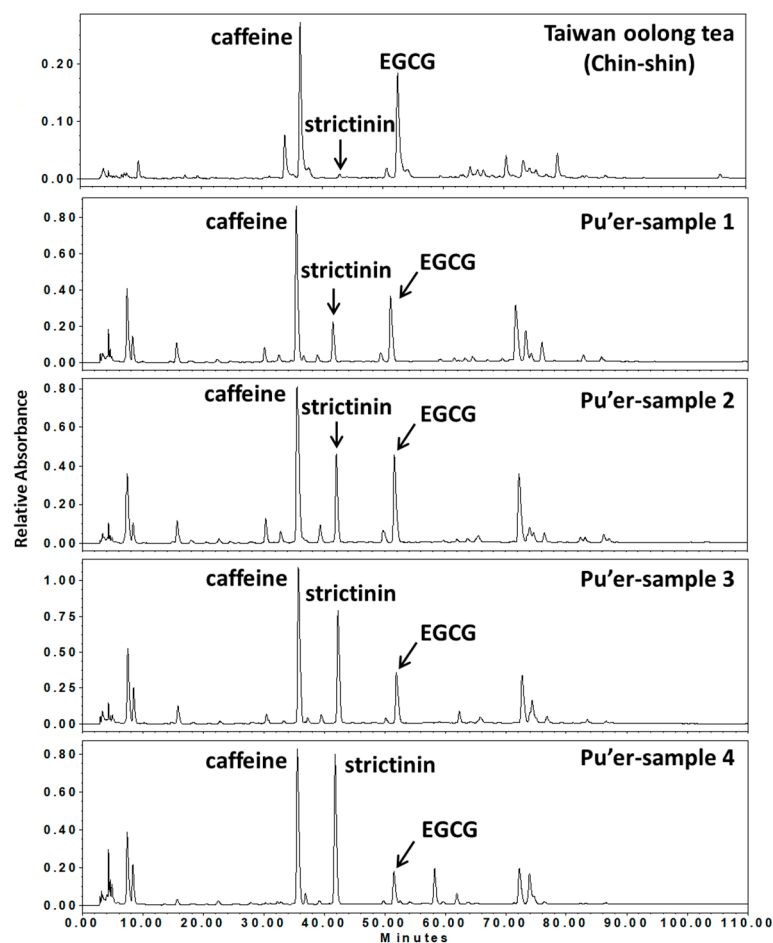 Taiwan oolong tea
(Chin-shin)
caffeine
EGCG
strictinin
0.20
0.10
0.00
Pu’er-sample 1
caffeine
strictinin
EGCG
0.80
0.60
0.40
0.20
0.00
Pu’er-sample 2
caffeine
strictinin
EGCG
0.80
0.60
0.40
0.20
0.00
Relative Absorbance
Pu’er-sample 3
caffeine
strictinin
EGCG
1.00
0.75
0.50
0.25
0.00
Pu’er-sample 4
caffeine
strictinin
EGCG
0.80
0.60
0.40
0.20
0.00
0.00 20.00 30.00 40.00 50.00 60.00 70.00 80.00 90.00 100.00 110.00
Minutes